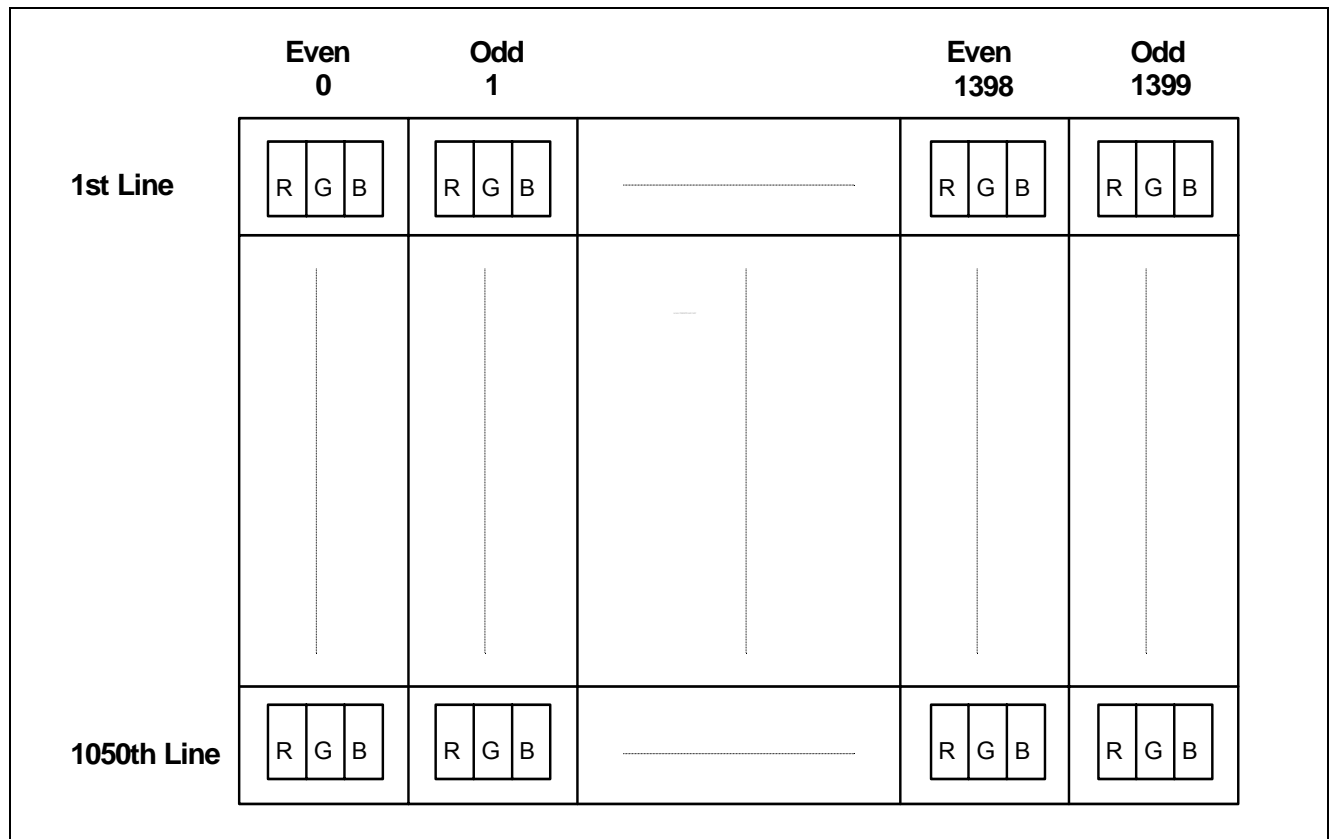 Even Odd Even Odd
0 1 1398 1399
1st Line R G B R G B R G B R G B
1050th Line R G B R G B R G B R G B